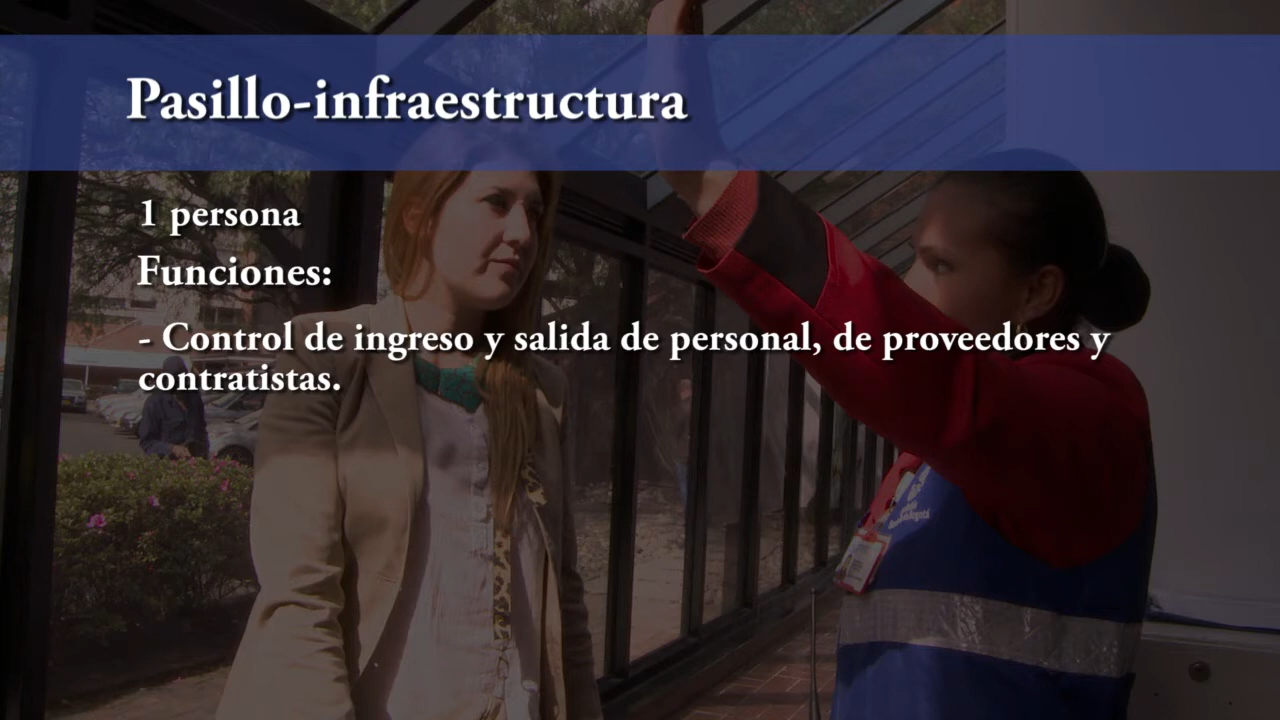 Pasillo-infraestructura
1 persona
Funciones:
- Control de ingreso y salida de personal, de proveedores y
contratistas.